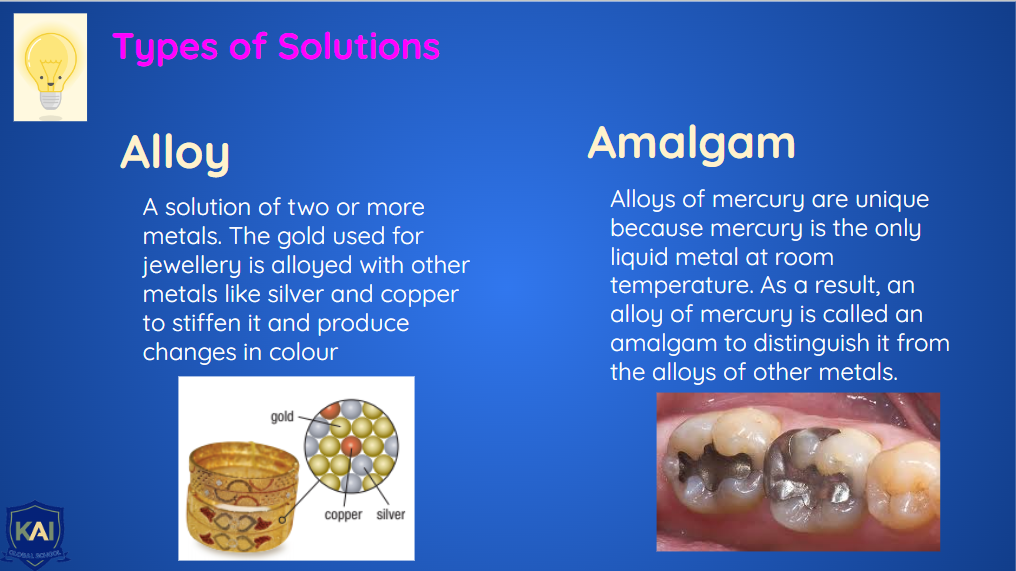 Types of Solutions
Alloy
A solution of two or more
metals. The gold used for
jewellery is alloyed with other
metals like silver and copper
to stiffen it and produce
changes in colour
gold
copper
silver
Amalgam
Alloys of mercury are unique
because mercury is the only
liquid metal at room
temperature. As a result, an
alloy of mercury is called an
amalgam to distinguish it from
the alloys of other metals.
KAI
GLOBAL SCHOOL